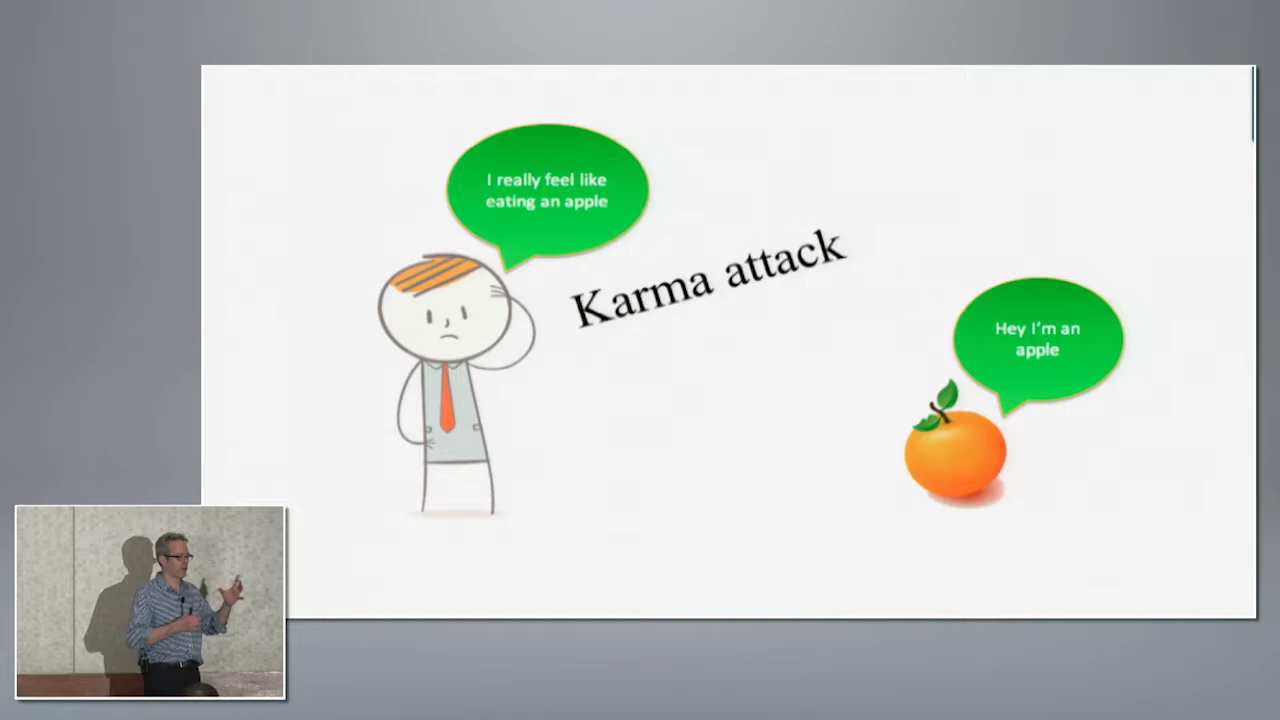 I really feel like
eating an apple
Karma attack
Hey I'm an
apple